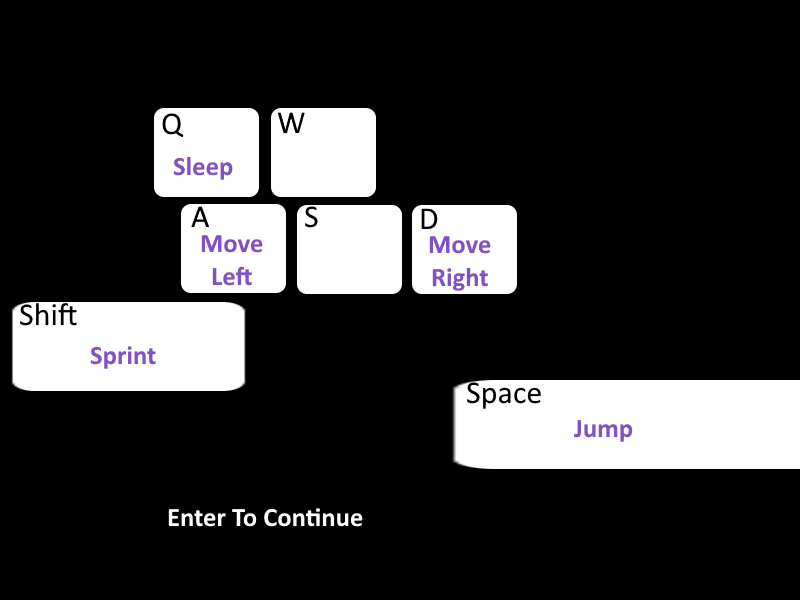 Q
Sleep
W
A
Move
Left
S
D
Move
Right
Shift
Sprint
Space
Jump
Enter To Continue